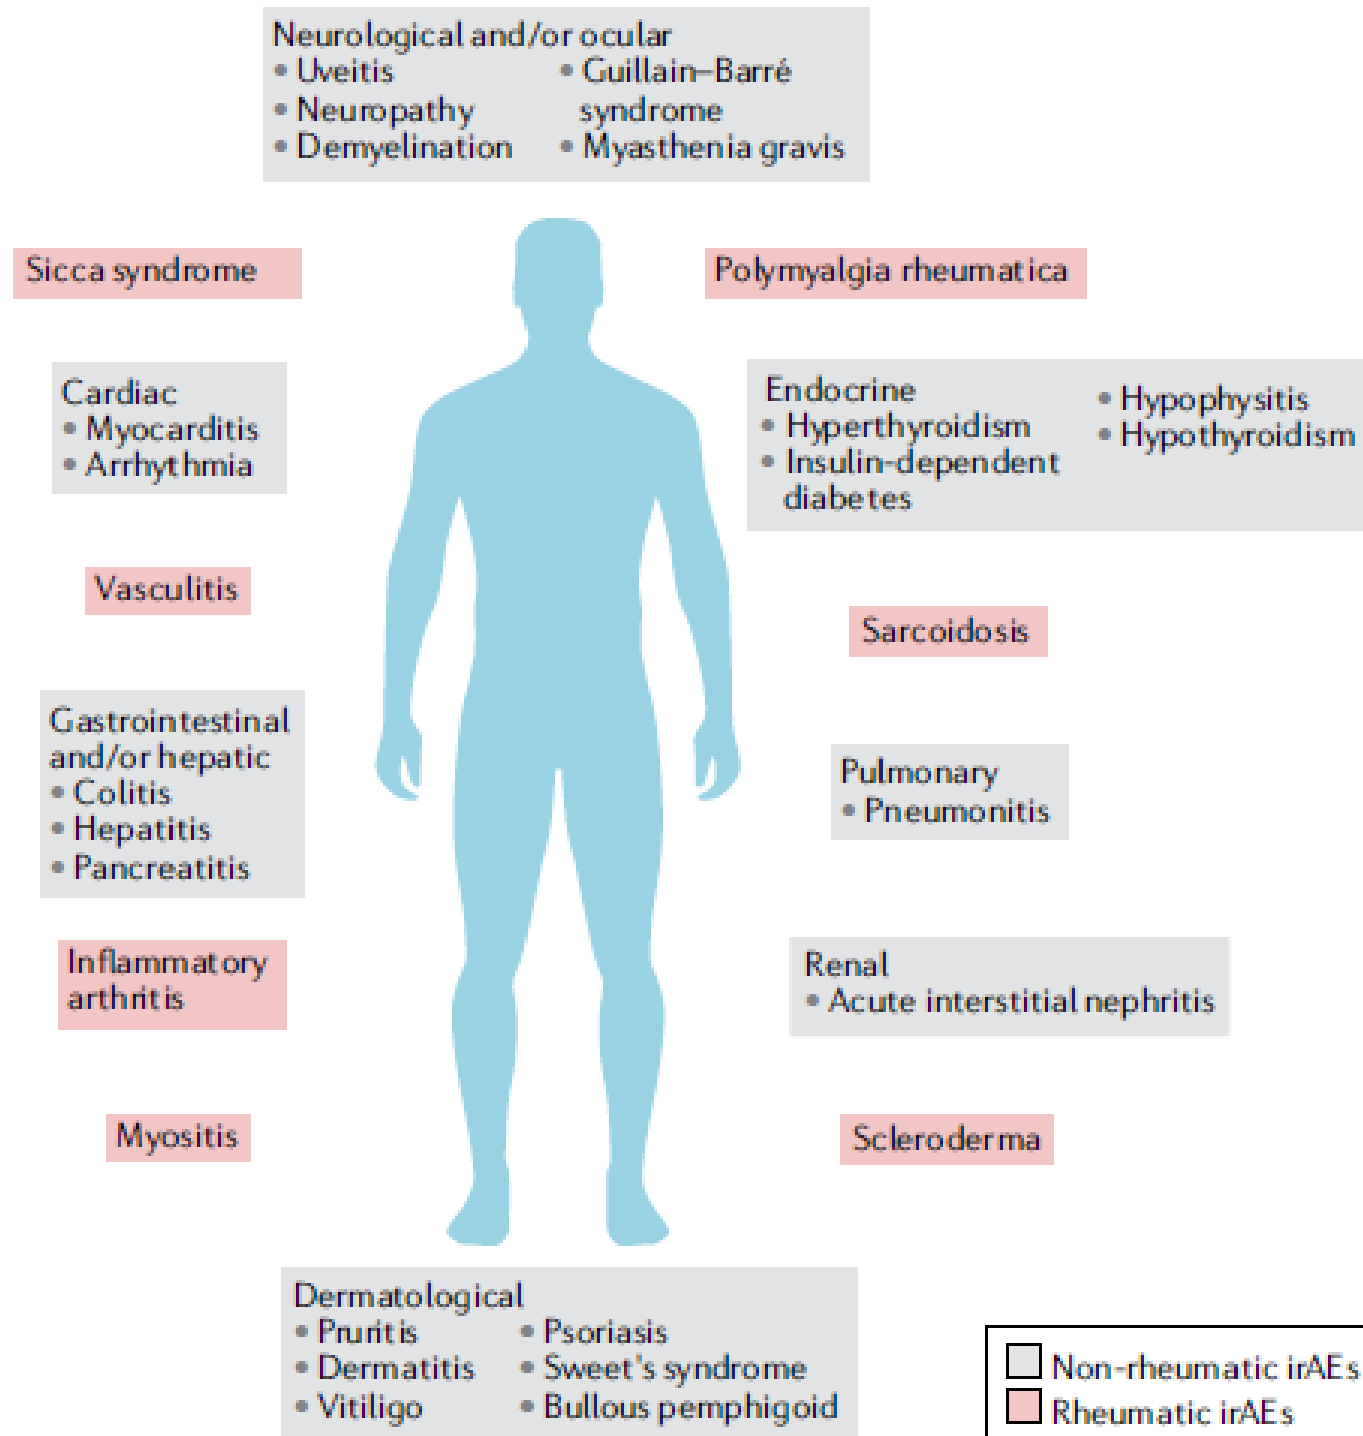 Neurological and/or ocular
• Uveitis
• Neuropathy
• Demyelination
• Guillain–Barré
syndrome
• Myasthenia gravis
Sicca syndrome
Polymyalgia rheumatica
Cardiac
• Myocarditis
• Arrhythmia
Endocrine
• Hyperthyroidism
• Insulin-dependent
diabetes
• Hypophysitis
• Hypothyroidism
Vasculitis
Sarcoidosis
Gastrointestinal
and/or hepatic
• Colitis
• Hepatitis
• Pancreatitis
Pulmonary
• Pneumonitis
Inflammatory
arthritis
Renal
• Acute interstitial nephritis
Myositis
Scleroderma
Dermatological
• Pruritis
• Dermatitis
• Vitiligo
• Psoriasis
• Sweet's syndrome
• Bullous pemphigoid
Non-rheumatic irAEs
Rheumatic irAEs